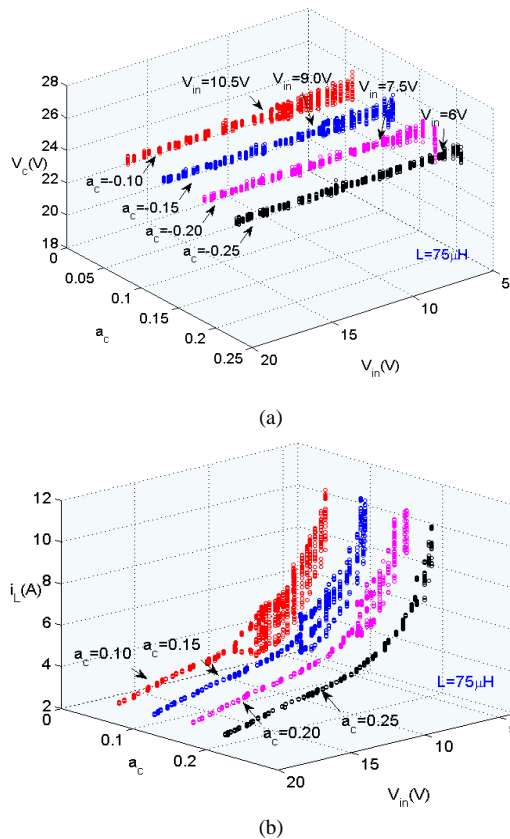 28
26
24
22
20
18
V_c(V)
V_in=10.5V
V_in=9.0V
V_in=7.5V
V_in=6V
a_c=-0.10
a_c=-0.15
a_c=-0.20
a_c=-0.25
L=75μH
0
0.05
0.1
0.15
0.2
0.25
a_c
20
15
10
5
V_in(V)
(a)
12
10
8
6
4
2
i_L(A)
a_c=0.10
a_c=0.15
a_c=0.20
a_c=0.25
L=75μH
0
0.1
0.2
a_c
20
15
10
5
V_in(V)
(b)